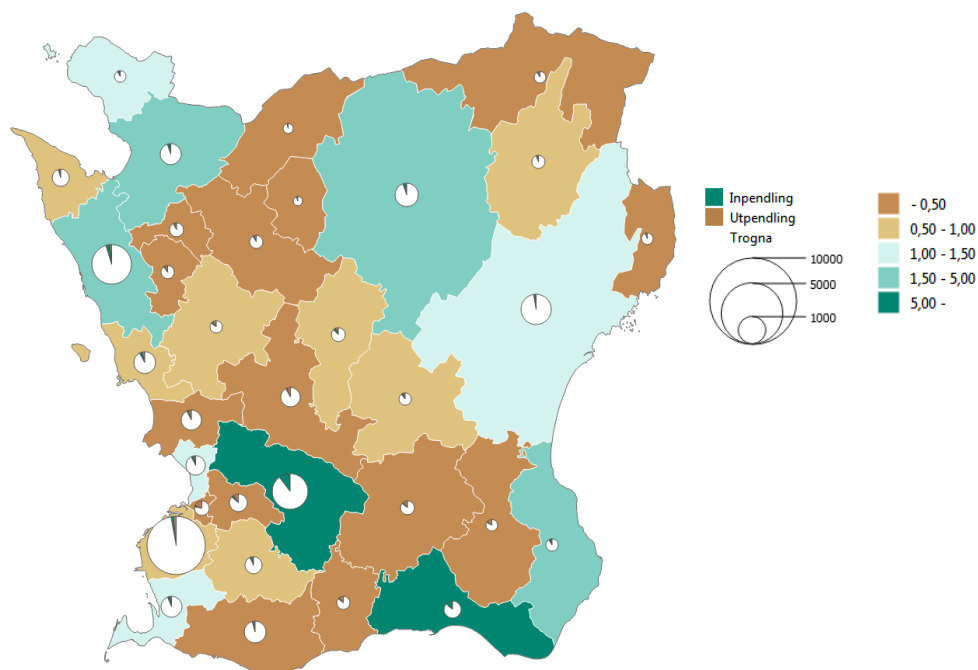 Inpendling
Utpendling
Trogna
10000
5000
1000
- 0,50
0,50 - 1,00
1,00 - 1,50
1,50 - 5,00
5,00 -